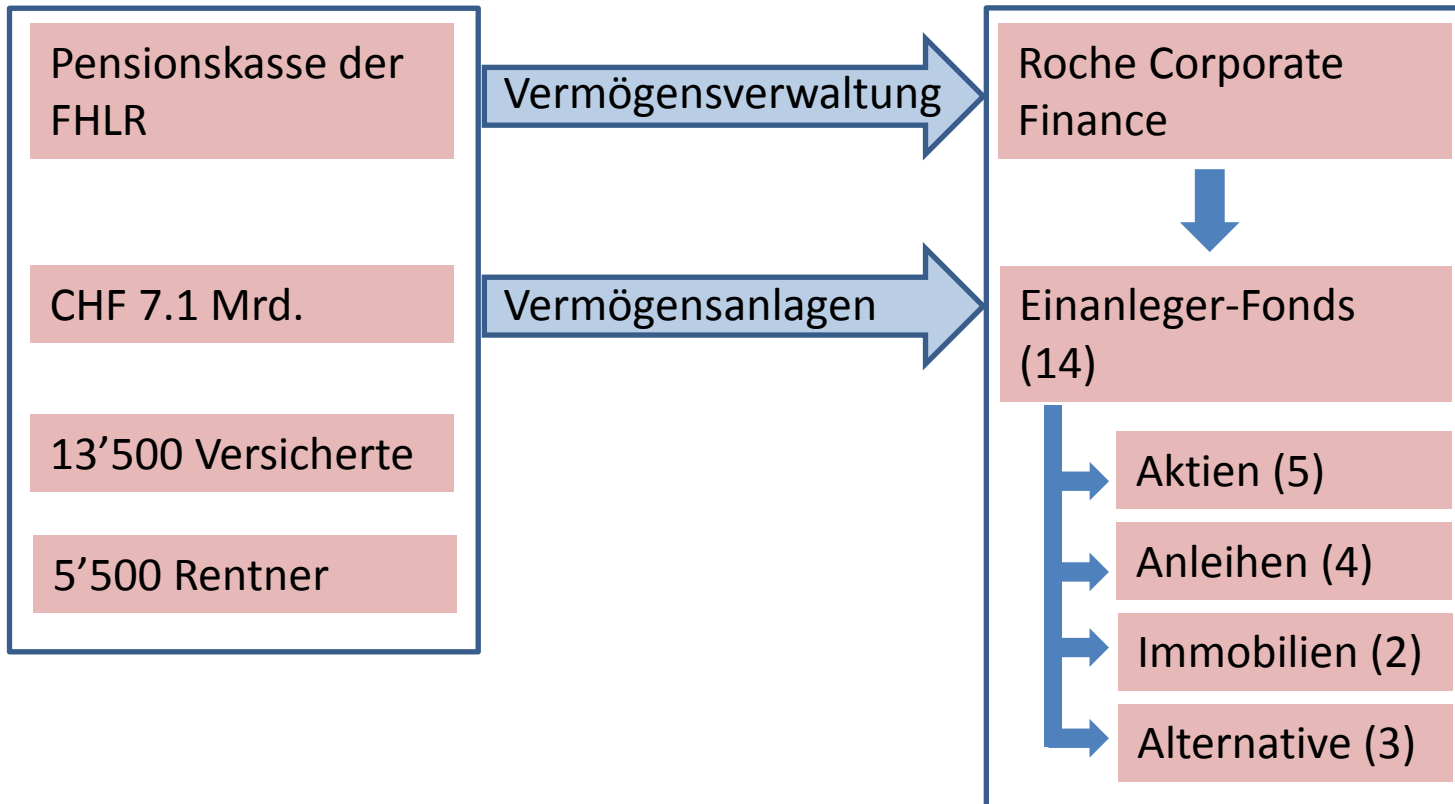 Pensionskasse der
FHLR
Vermögensverwaltung
Roche Corporate
Finance
CHF 7.1 Mrd.
Vermögensanlagen
Einanleger-Fonds
(14)
13’500 Versicherte
5’500 Rentner
Aktien (5)
Anleihen (4)
Immobilien (2)
Alternative (3)